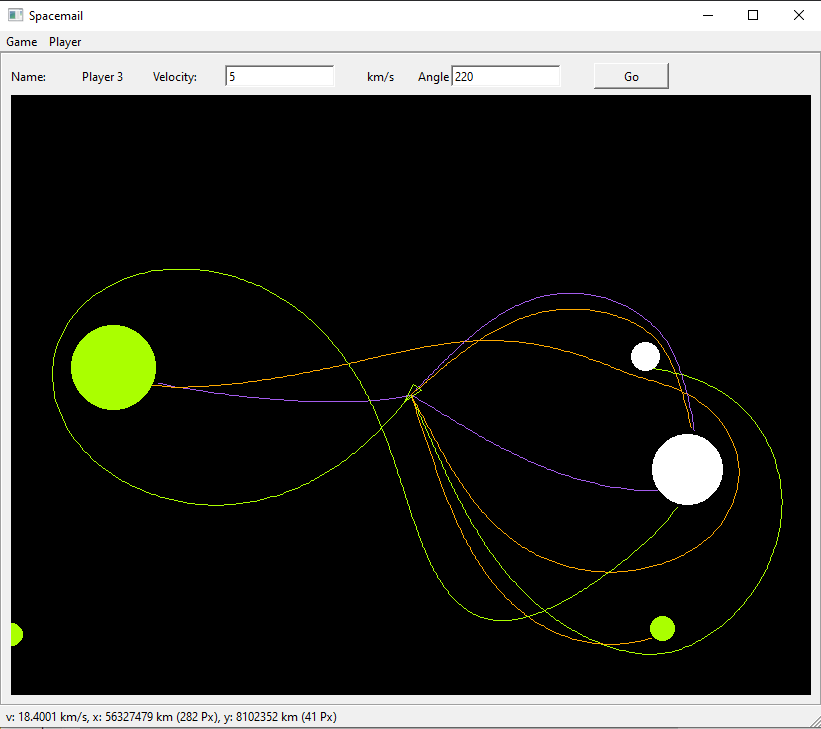 Spacemail
Game Player
Name: Player 3 Velocity: 5 km/s Angle 220 Go
v: 18.4001 km/s, x: 56327479 km (282 Px), y: 8102352 km (41 Px)